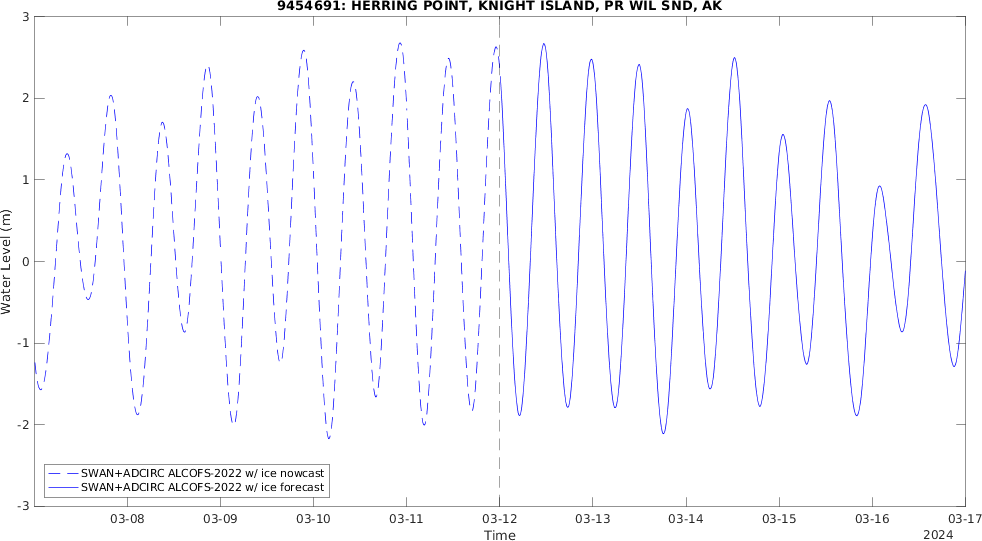 9454691: HERRING POINT, KNIGHT ISLAND, PR WIL SND, AK
3
2
1
0
-1
-2
-3
Water Level (m)
SWAN+ADCIRC ALCOFS-2022 w/ ice nowcast
SWAN+ADCIRC ALCOFS-2022 w/ ice forecast
03-08 03-09 03-10 03-11 03-12 03-13 03-14 03-15 03-16 03-17
Time
2024